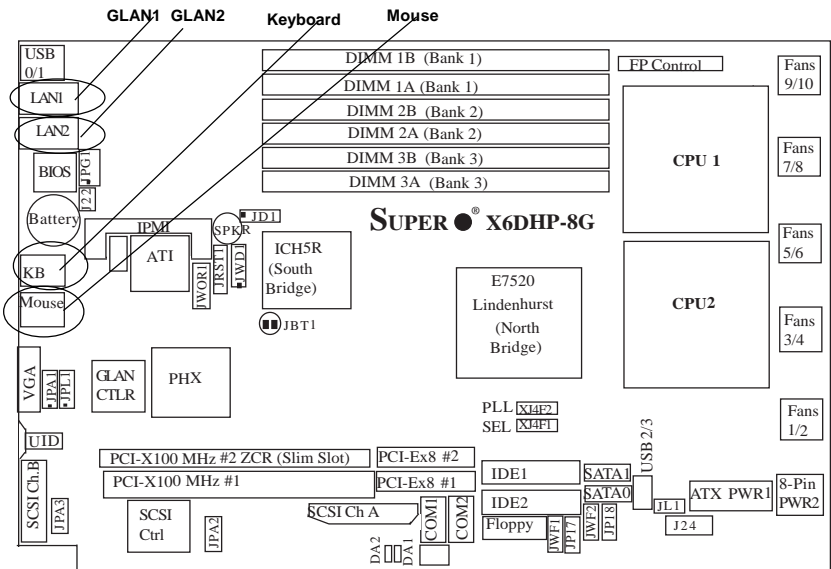 GLAN1 GLAN2 Keyboard Mouse
USB
0/1
LAN1
LAN2
BIOS
JPG1
J22
Battery
IPMI
SPKR
JD1
ATI
JWOR1
JRST1
JWD1
ICH5R
(South
Bridge)
KB
Mouse
JBT1
DIMM 1B (Bank 1)
DIMM 1A (Bank 1)
DIMM 2B (Bank 2)
DIMM 2A (Bank 2)
DIMM 3B (Bank 3)
DIMM 3A (Bank 3)
SUPER ●® X6DHP-8G
FP Control
CPU 1
CPU2
Fans
9/10
Fans
7/8
Fans
5/6
Fans
3/4
Fans
1/2
E7520
Lindenhurst
(North
Bridge)
VGA
JPA1
JPL1
GLAN
CTLR
PHX
PLL XJ4F2
SEL XJ4F1
UID
SCSI Ch.B
JPA3
PCI-X100 MHz #2 ZCR (Slim Slot)
PCI-X100 MHz #1
PCI-Ex8 #2
PCI-Ex8 #1
SCSI
Ctrl
JPA2
SCSI Ch A
DA2
DA1
COM1
COM2
IDE1
IDE2
Floppy
JWF1
JP17
JWF2
JP18
SATA1
SATA0
USB 2/3
JL1
J24
ATX PWR1
8-Pin
PWR2